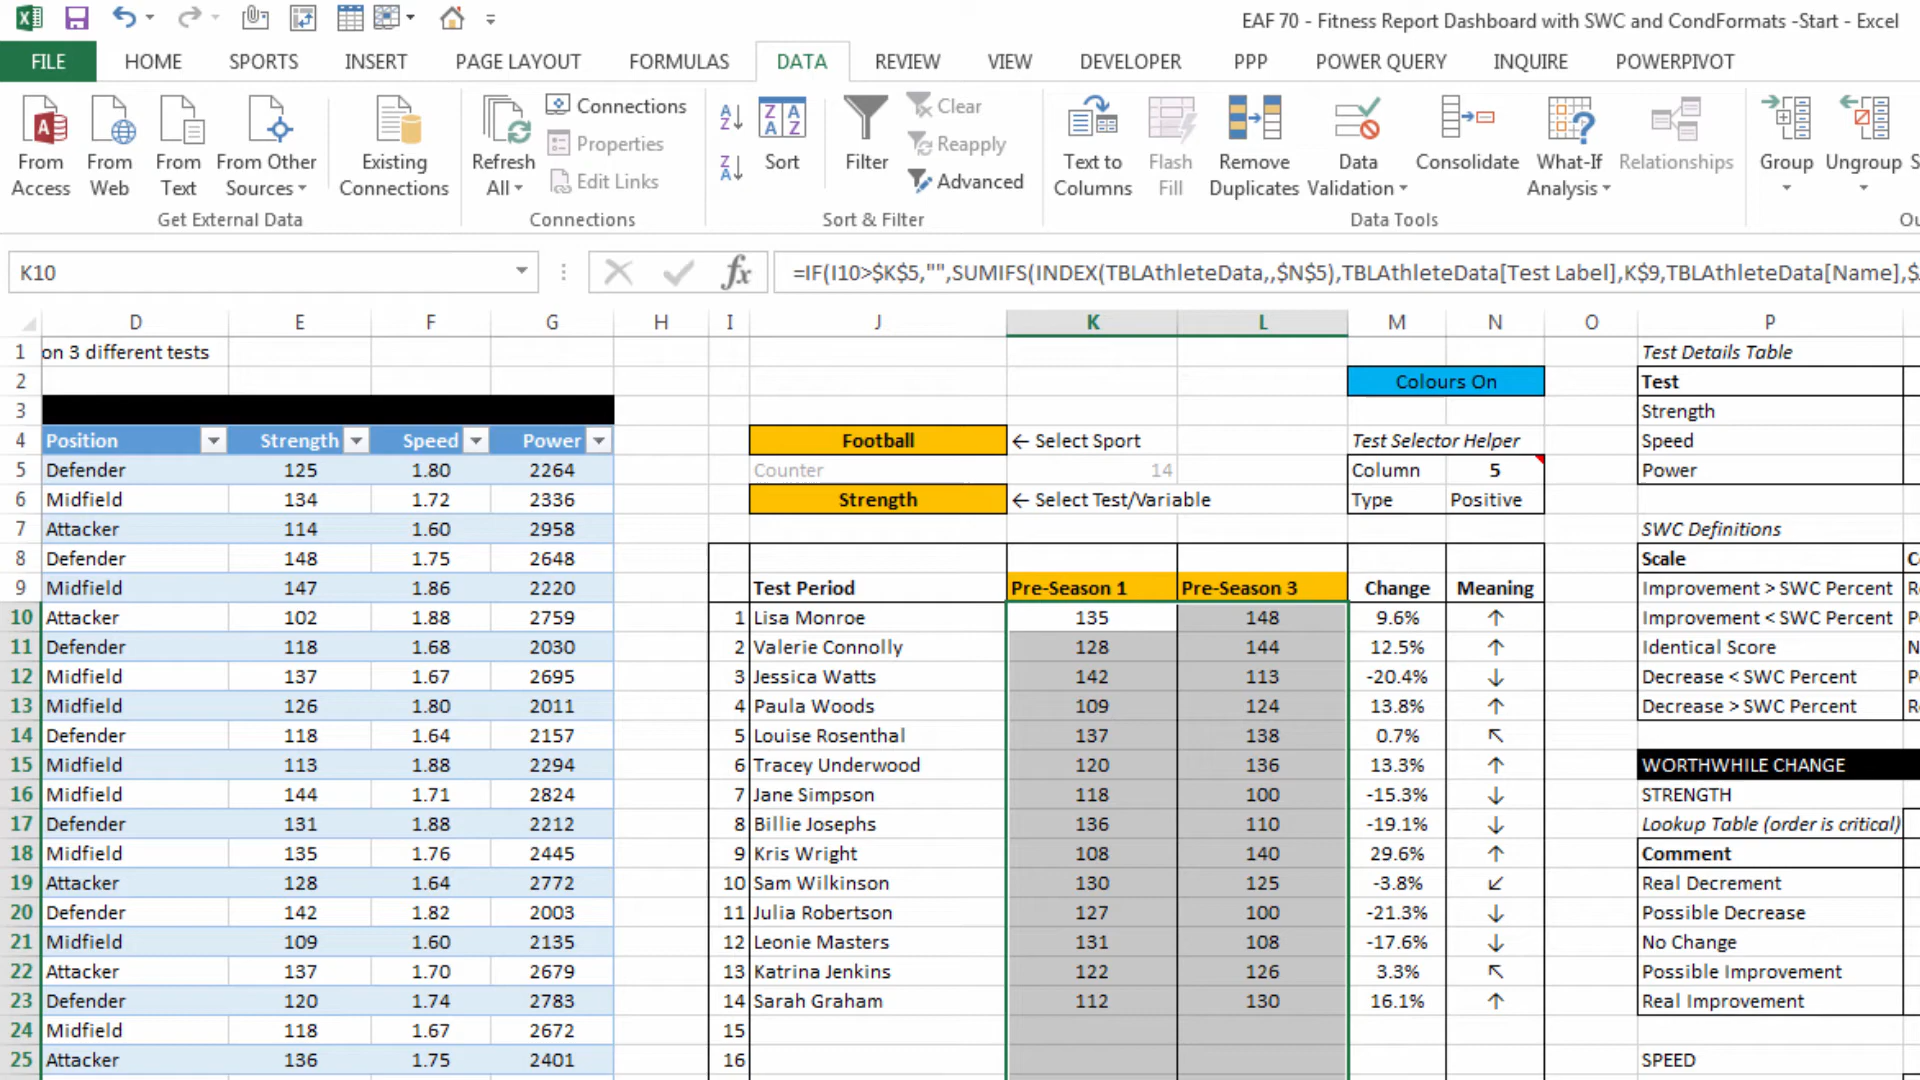 EAF 70 - Fitness Report Dashboard with SWC and CondFormats -Start - Excel
FILE HOME SPORTS INSERT PAGE LAYOUT FORMULAS DATA REVIEW VIEW DEVELOPER PPP POWER QUERY INQUIRE POWERPIVOT
From Access
From Web
From Text
From Other Sources
Existing Connections
Refresh All
Connections
Properties
Edit Links
Sort
Filter
Clear
Reapply
Advanced
Text to Columns
Flash Fill
Remove Duplicates
Data Validation
Consolidate
What-If Analysis
Relationships
Group
Ungroup
Get External Data
Connections
Sort & Filter
Data Tools
K10
fx
=IF(I10>$K$5,"",SUMIFS(INDEX(TBLAthleteData,,$N$5),TBLAthleteData[Test Label],K$9,TBLAthleteData[Name],$
D E F G H I J K L M N O P
1 on 3 different tests Test Details Table
2 Colours On Test
3 Strength
4 Position Strength Speed Power Football ← Select Sport Test Selector Helper Speed
5 Defender 125 1.80 2264 Counter 14 Column 5 Power
6 Midfield 134 1.72 2336 Strength ← Select Test/Variable Type Positive
7 Attacker 114 1.60 2958 SWC Definitions
8 Defender 148 1.75 2648 Scale
9 Midfield 147 1.86 2220 Test Period Pre-Season 1 Pre-Season 3 Change Meaning Improvement > SWC Percent
10 Attacker 102 1.88 2759 1 Lisa Monroe 135 148 9.6% ↑ Improvement < SWC Percent
11 Defender 118 1.68 2030 2 Valerie Connolly 128 144 12.5% ↑ Identical Score
12 Midfield 137 1.67 2695 3 Jessica Watts 142 113 -20.4% ↓ Decrease < SWC Percent
13 Midfield 126 1.80 2011 4 Paula Woods 109 124 13.8% ↑ Decrease > SWC Percent
14 Defender 118 1.64 2157 5 Louise Rosenthal 137 138 0.7% ↖
15 Midfield 113 1.88 2294 6 Tracey Underwood 120 136 13.3% ↑ WORTHWHILE CHANGE
16 Midfield 144 1.71 2824 7 Jane Simpson 118 100 -15.3% ↓ STRENGTH
17 Defender 131 1.88 2212 8 Billie Josephs 136 110 -19.1% ↓ Lookup Table (order is critical)
18 Midfield 135 1.76 2445 9 Kris Wright 108 140 29.6% ↑ Comment
19 Attacker 128 1.64 2772 10 Sam Wilkinson 130 125 -3.8% ↙ Real Decrement
20 Defender 142 1.82 2003 11 Julia Robertson 127 100 -21.3% ↓ Possible Decrease
21 Midfield 109 1.60 2135 12 Leonie Masters 131 108 -17.6% ↓ No Change
22 Attacker 137 1.70 2679 13 Katrina Jenkins 122 126 3.3% ↖ Possible Improvement
23 Defender 120 1.74 2783 14 Sarah Graham 112 130 16.1% ↑ Real Improvement
24 Midfield 118 1.67 2672 15
25 Attacker 136 1.75 2401 16 SPEED